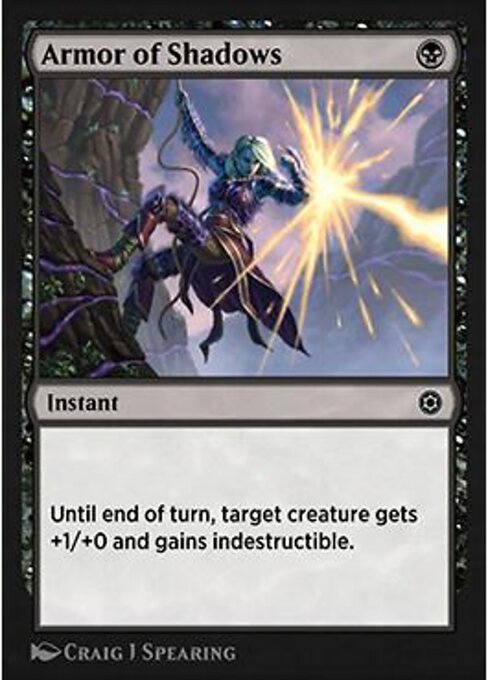 Armor of Shadows
Instant
Until end of turn, target creature gets
+1/+0 and gains indestructible.
Craig J Spearing